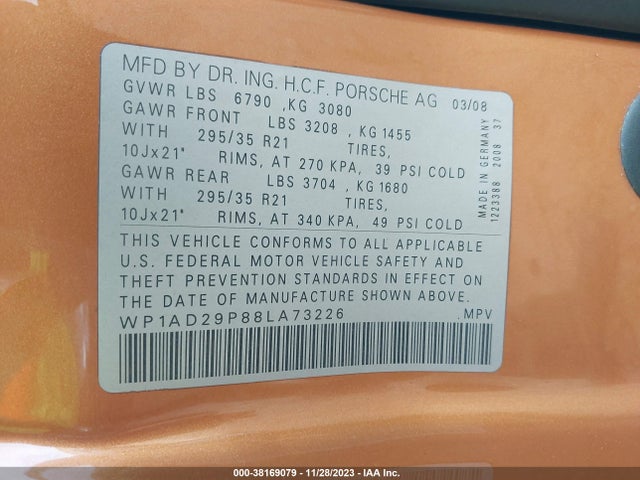 MFD BY DR. ING. H.C.F. PORSCHE AG 03/08
GVWR LBS 6790 ,KG 3080
GAWR FRONT LBS 3208 , KG 1455
WITH 295/35 R21 TIRES,
10Jx21" RIMS, AT 270 KPA, 39 PSI COLD
GAWR REAR LBS 3704 , KG 1680
WITH 295/35 R21 TIRES,
10Jx21" RIMS, AT 340 KPA, 49 PSI COLD
THIS VEHICLE CONFORMS TO ALL APPLICABLE
U.S. FEDERAL MOTOR VEHICLE SAFETY AND
THEFT PREVENTION STANDARDS IN EFFECT ON
THE DATE OF MANUFACTURE SHOWN ABOVE.
WP1AD29P88LA73226 .MPV
MADE IN GERMANY
1223388 2008 37
000-38169079 - 11/28/2023 - IAA Inc.